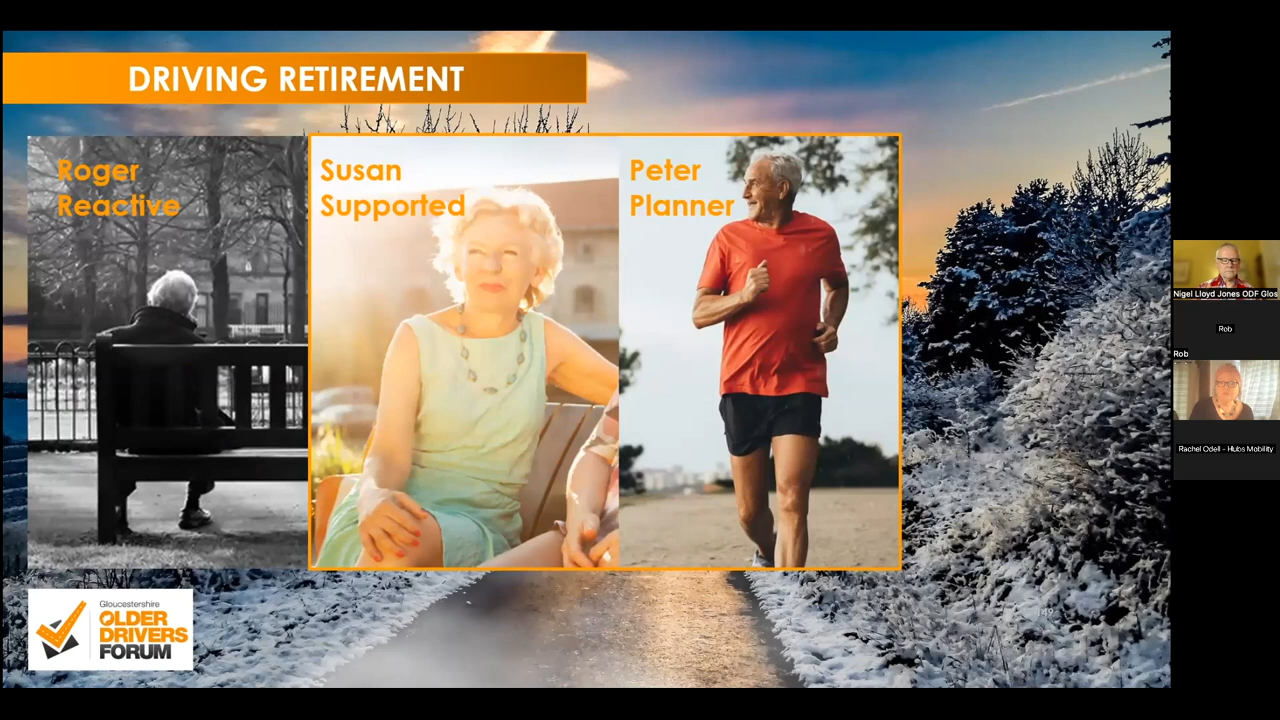 DRIVING RETIREMENT
Roger
Reactive
Susan
Supported
Peter
Planner
Gloucestershire
OLDER
DRIVERS
FORUM
149
Nigel Lloyd Jones ODF Glos
Rob
Rob
Rachel Odell - Hubs Mobility